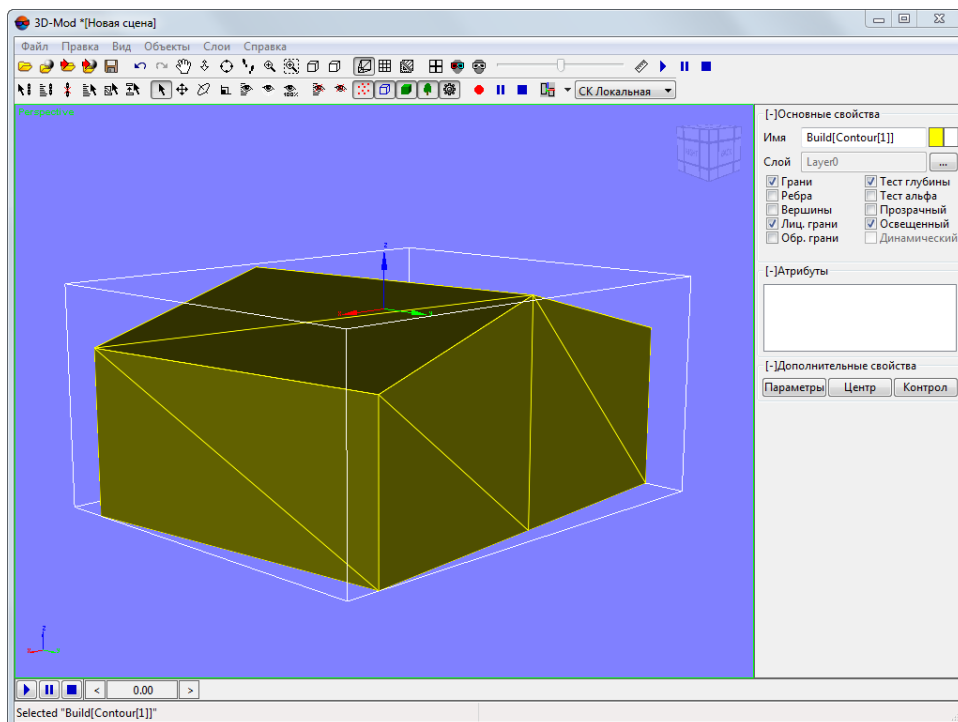 3D-Mod *[Новая сцена]
Файл Правка Вид Объекты Слои Справка
СК Локальная
[-]Основные свойства
Имя Build[Contour[1]]
Слой Layer0 ...
Грани Тест глубины
Ребра Тест альфа
Вершины Прозрачный
Лиц. грани Освещенный
Обр. грани Динамический
[-]Атрибуты
[-]Дополнительные свойства
Параметры Центр Контрол
z
z
< 0.00 >
Selected "Build[Contour[1]]"